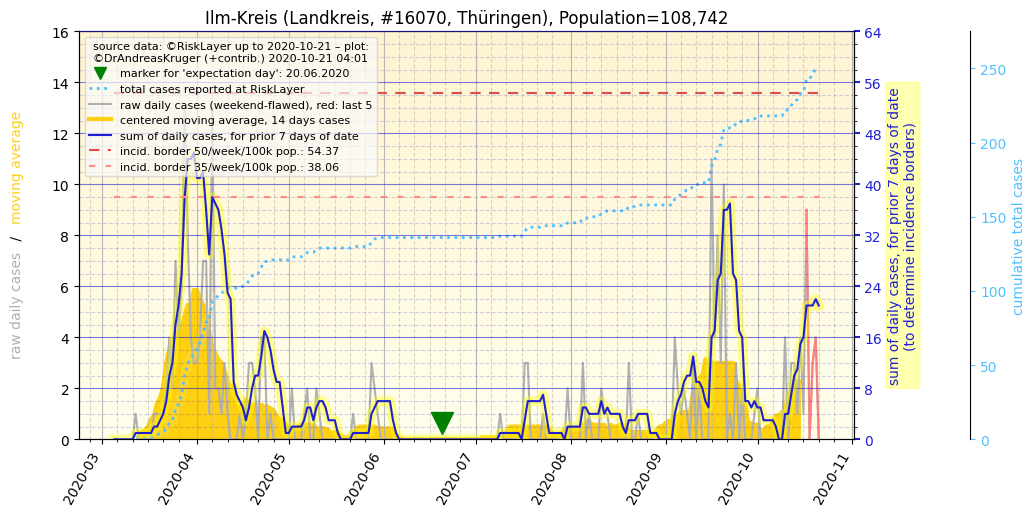 Ilm-Kreis (Landkreis, #16070, Thüringen), Population=108,742
source data: ©RiskLayer up to 2020-10-21 – plot:
©DrAndreasKruger (+contrib.) 2020-10-21 04:01
marker for 'expectation day': 20.06.2020
total cases reported at RiskLayer
raw daily cases (weekend-flawed), red: last 5
centered moving average, 14 days cases
sum of daily cases, for prior 7 days of date
incid. border 50/week/100k pop.: 54.37
incid. border 35/week/100k pop.: 38.06
raw daily cases / moving average
16
14
12
10
8
6
4
2
0
2020-03
2020-04
2020-05
2020-06
2020-07
2020-08
2020-09
2020-10
2020-11
64
56
48
40
32
24
16
8
0
sum of daily cases, for prior 7 days of date
(to determine, incidence borders)
250
200
150
100
50
0
cumulative total cases